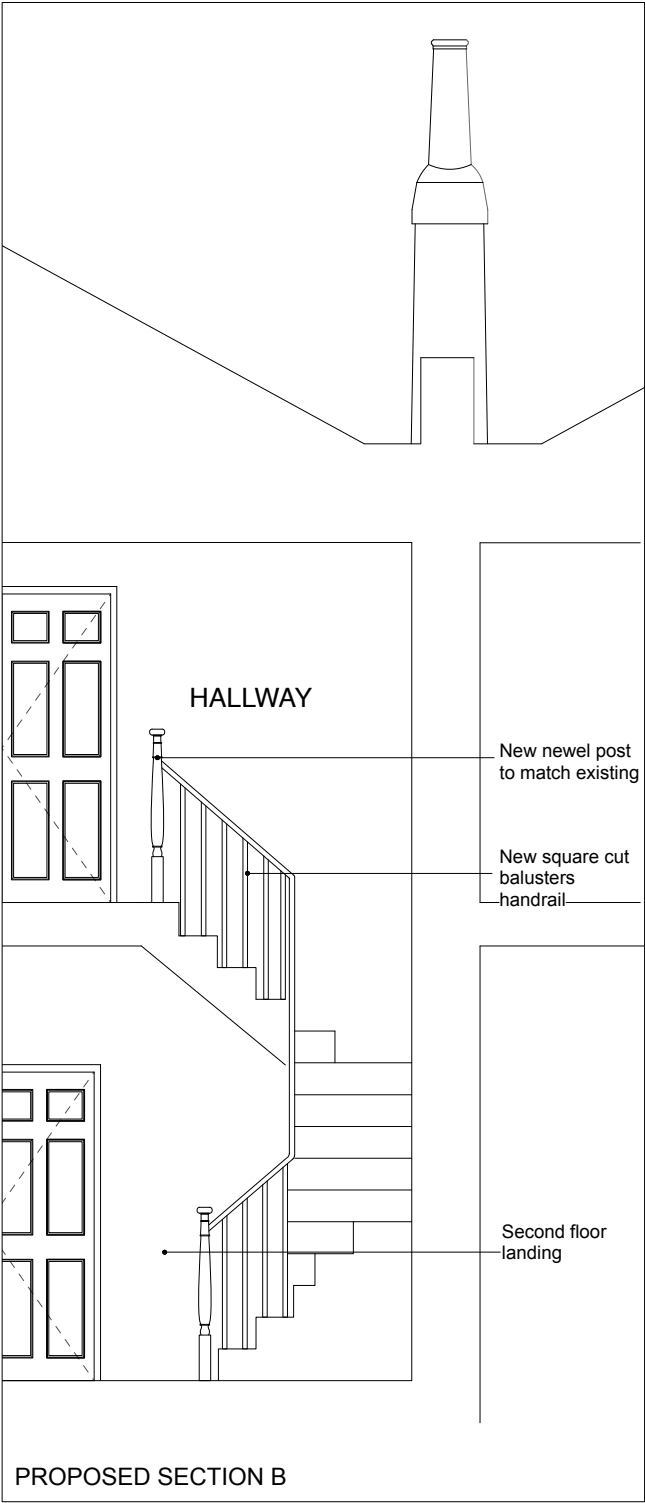 HALLWAY
New newel post
to match existing
New square cut
balusters
handrail
Second floor
landing
PROPOSED SECTION B